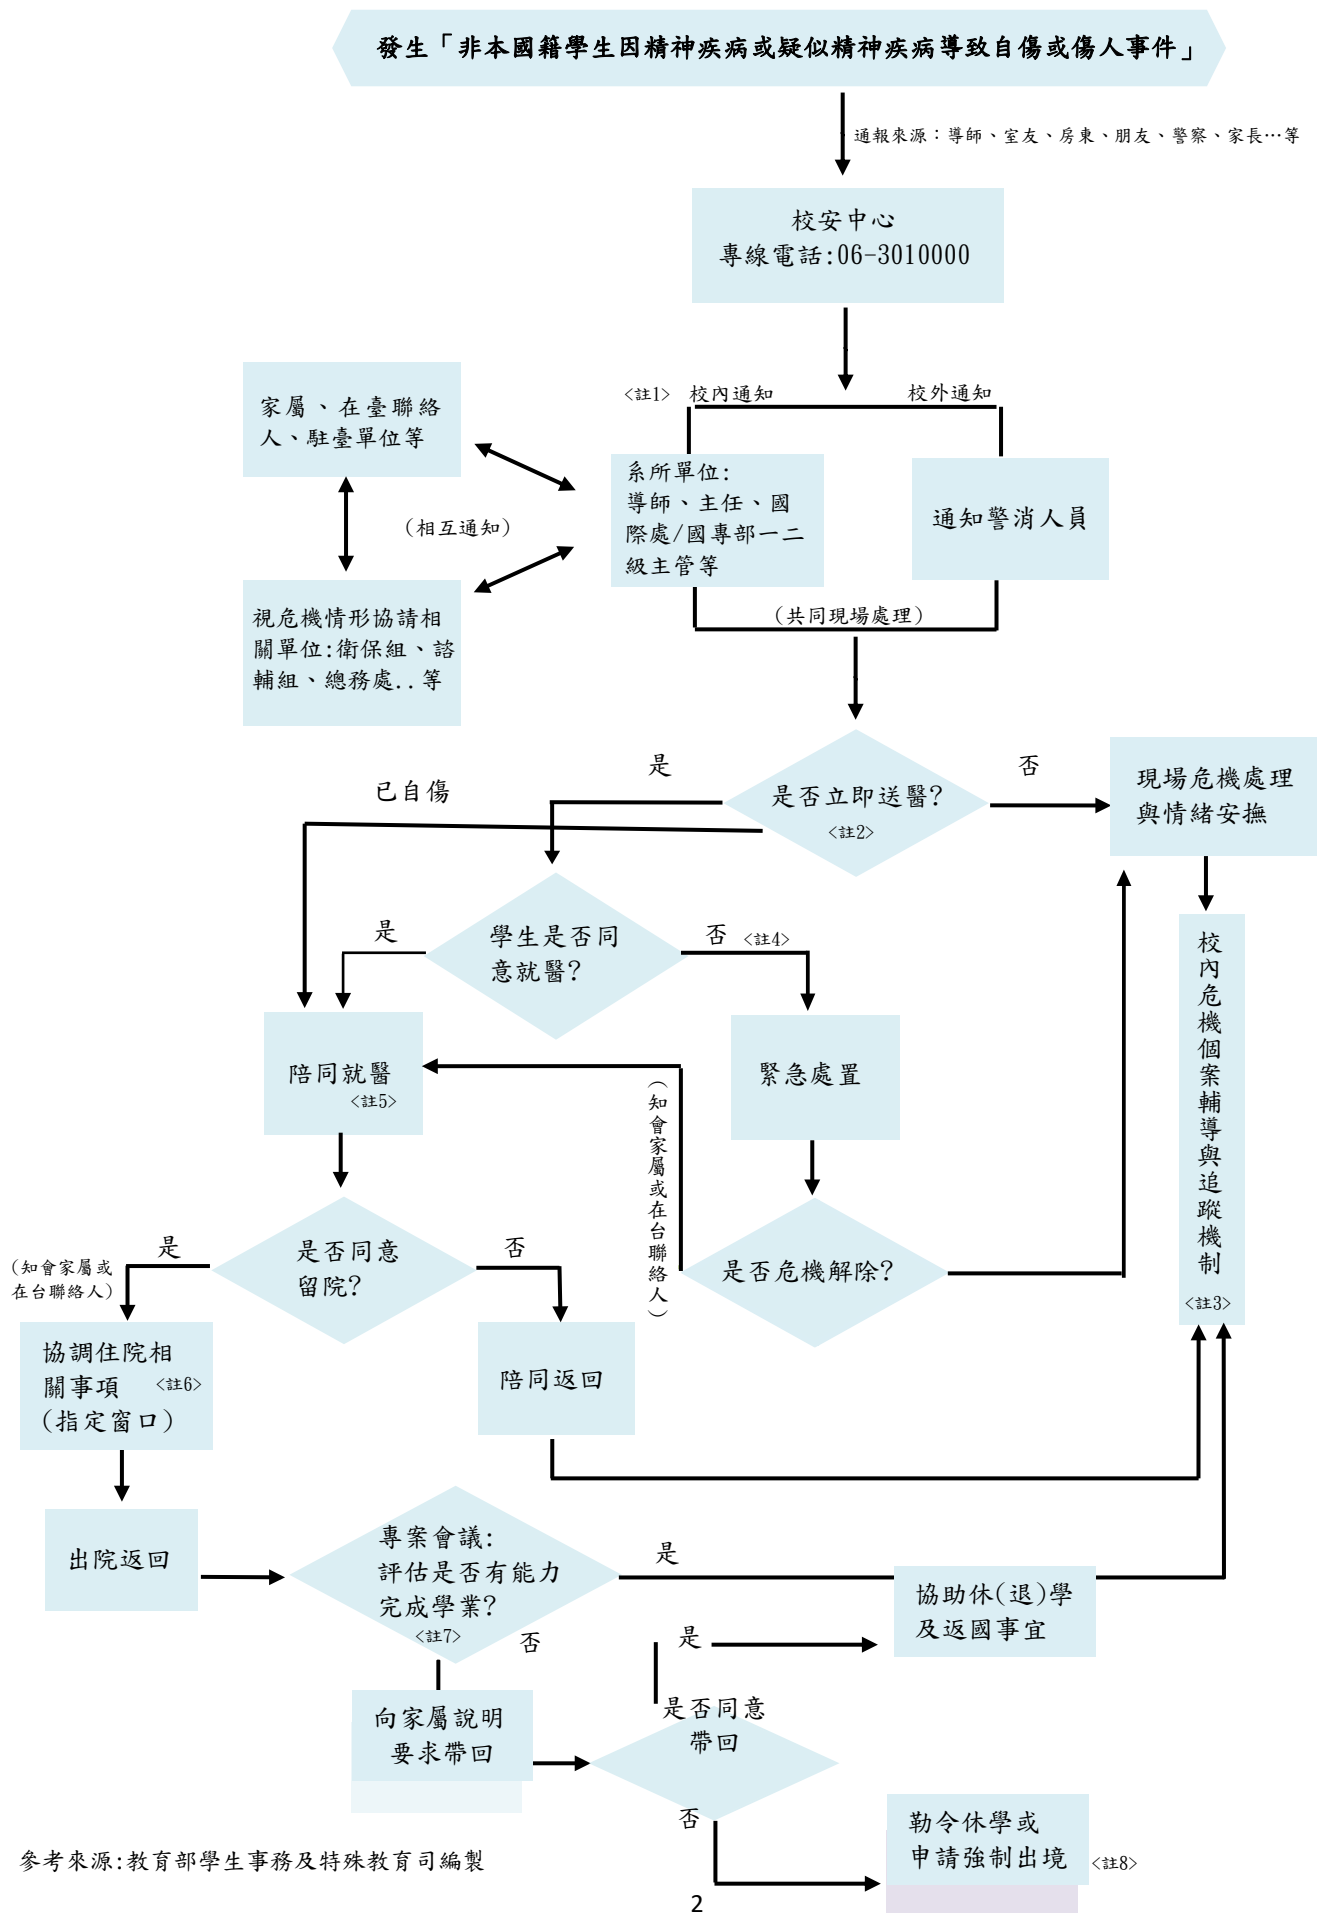 發生「非本國籍學生因精神疾病或疑似精神疾病導致自傷或傷人事件」
通報來源：導師、室友、房東、朋友、警察、家長…等
校安中心
專線電話:06-3010000
<註1>
校內通知
校外通知
家屬、在臺聯絡
人、駐臺單位等
(相互通知)
視危機情形協請相
關單位:衛保組、諮
輔組、總務處..等
系所單位:
導師、主任、國
際處/國專部一二
級主管等
通知警消人員
(共同現場處理)
是否立即送醫?
<註2>
是
否
已自傷
現場危機處理
與情緒安撫
學生是否同
意就醫?
是
否
<註4>
校內危機個案輔導與追蹤機制
<註3>
陪同就醫
<註5>
緊急處置
(知會家屬或在台聯絡人)
是否同意
留院?
是
否
(知會家屬或
在台聯絡人)
是否危機解除?
協調住院相
關事項
<註6>
(指定窗口)
陪同返回
出院返回
專案會議:
評估是否有能力
完成學業?
<註7>
是
否
協助休(退)學
及返國事宜
是
向家屬說明
要求帶回
是否同意
帶回
否
勒令休學或
申請強制出境
<註8>
參考來源:教育部學生事務及特殊教育司編製
2